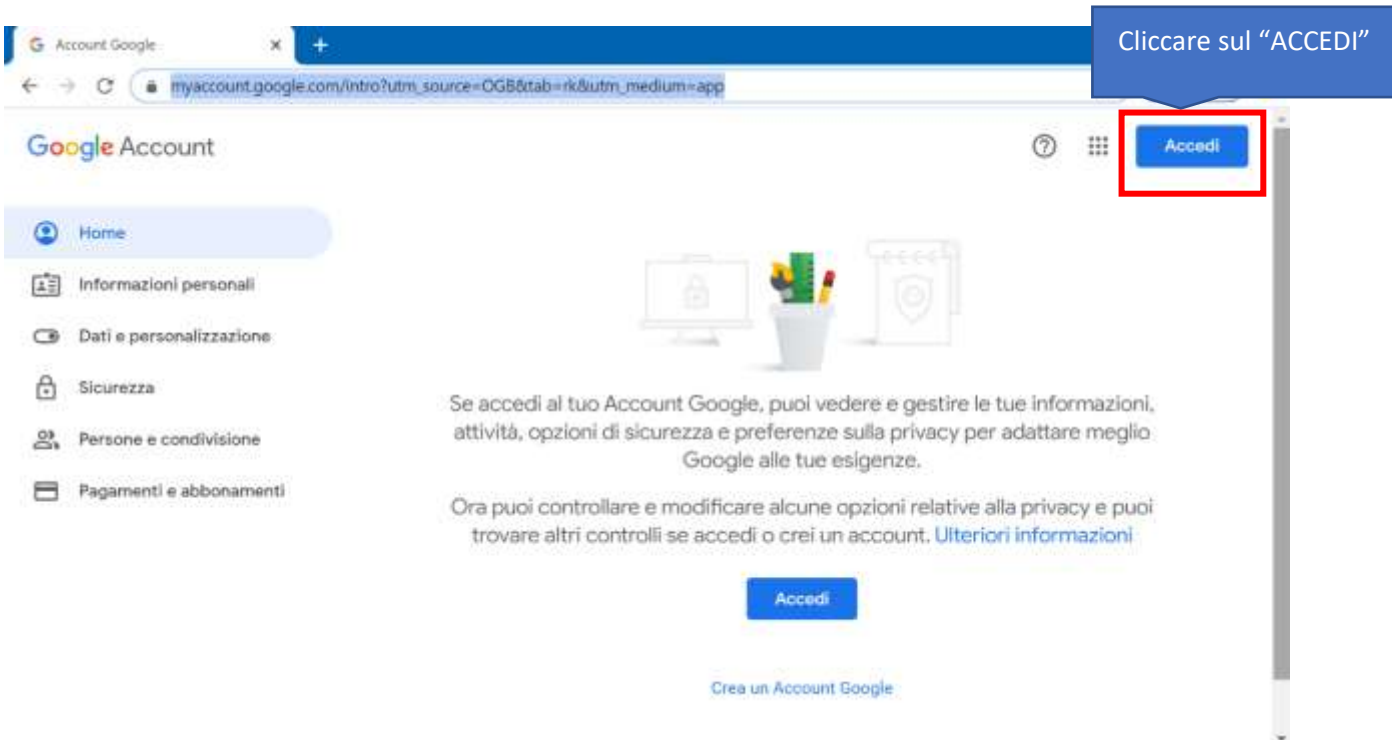 Cliccare sul “ACCEDI”
Account Google
myaccount.google.com/intro?utm_source=OGB&tab=rk&utm_medium=app
Google Account
Accedi
Home
Informazioni personali
Dati e personalizzazione
Sicurezza
Persone e condivisione
Pagamenti e abbonamenti
Se accedi al tuo Account Google, puoi vedere e gestire le tue informazioni,
attività, opzioni di sicurezza e preferenze sulla privacy per adattare meglio
Google alle tue esigenze.
Ora puoi controllare e modificare alcune opzioni relative alla privacy e puoi
trovare altri controlli se accedi o crei un account. Ulteriori informazioni
Accedi
Crea un Account Google